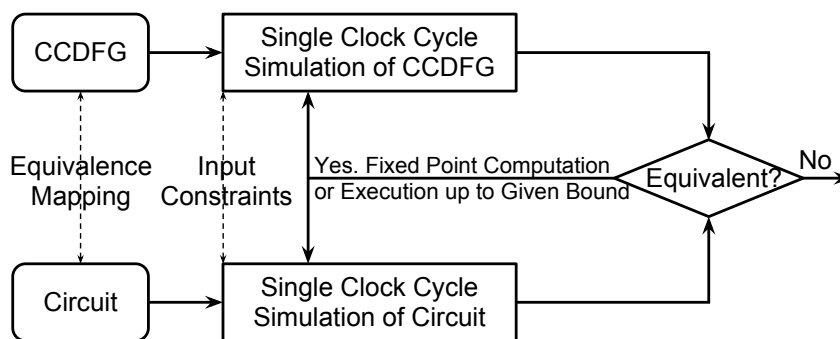 CCDFG
Single Clock Cycle
Simulation of CCDFG
Equivalence
Mapping
Input
Constraints
Yes. Fixed Point Computation
or Execution up to Given Bound
Equivalent?
No
Circuit
Single Clock Cycle
Simulation of Circuit